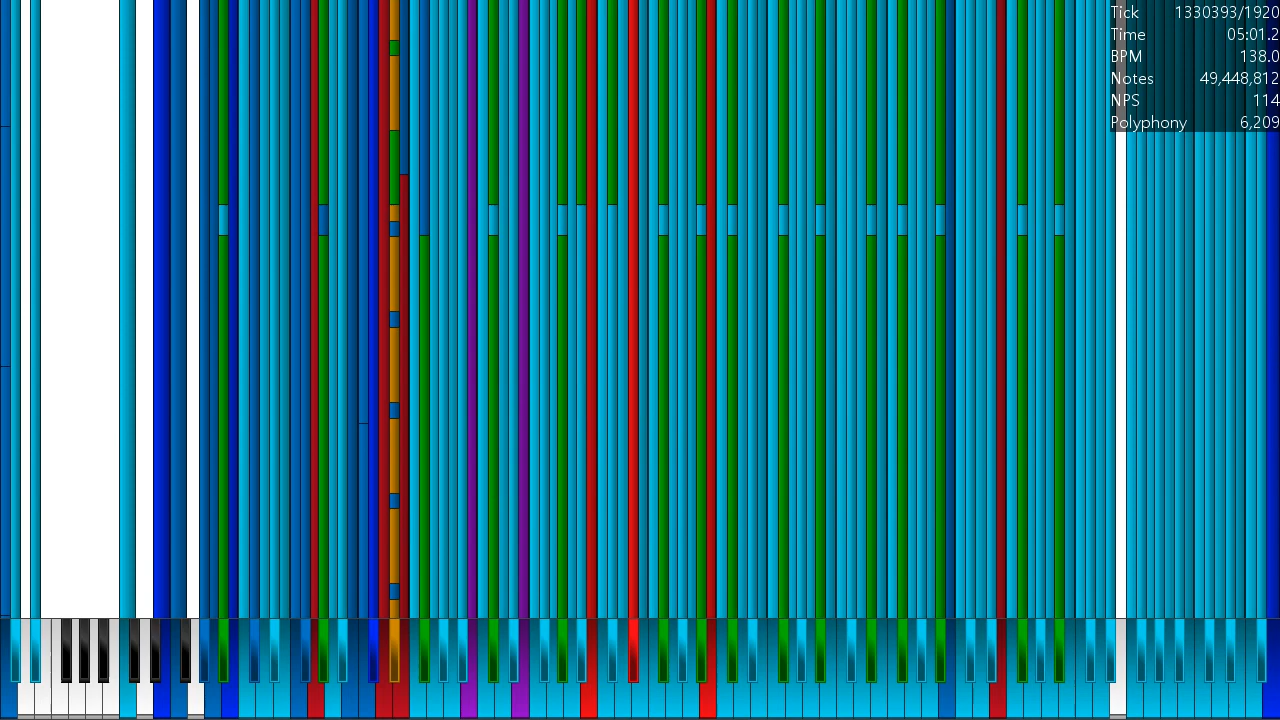 Tick 1330393/1920
Time 05:01.2
BPM 138.0
Notes 49,448,812
NPS 114
Polyphony 6,209